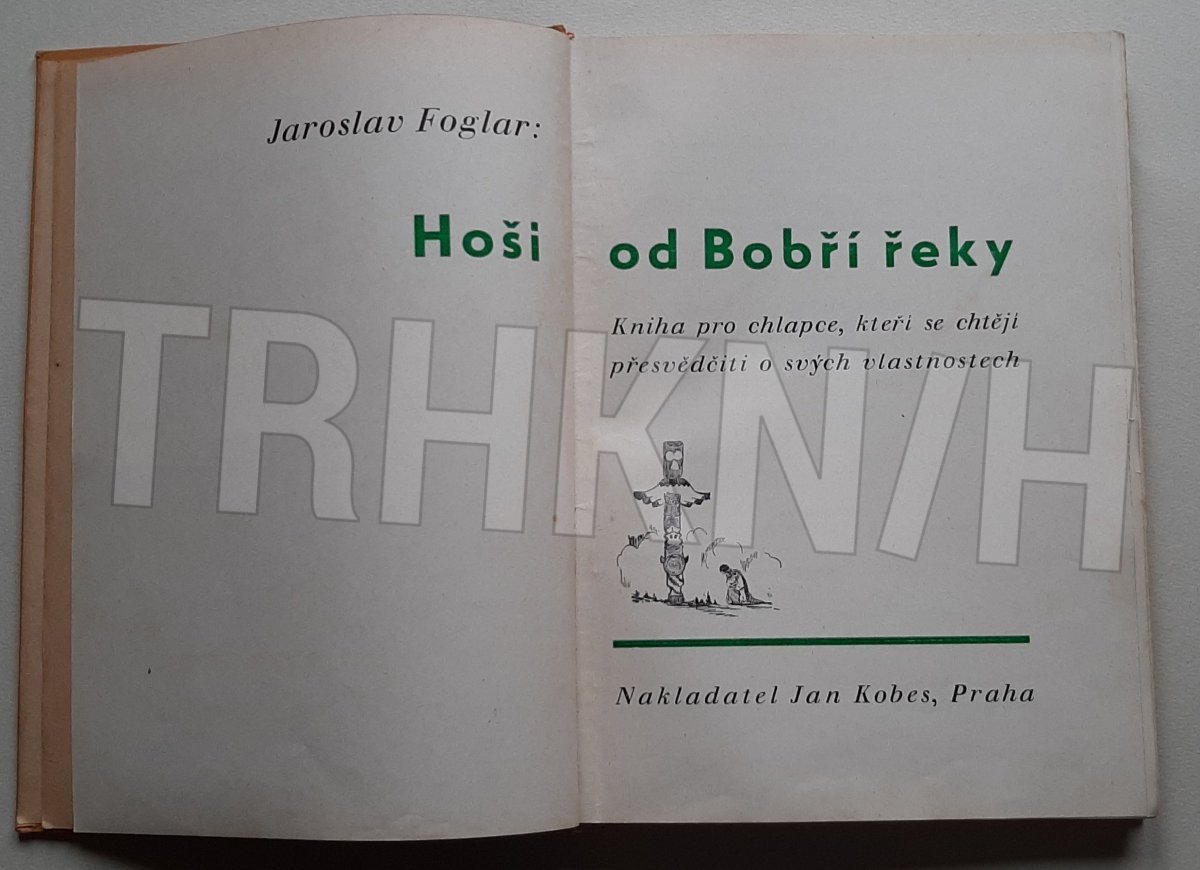 Jaroslav Foglar:
Hoši od Bobří řeky
Kniha pro chlapce, kteří se chtějí
přesvědčiti o svých vlastnostech
TRHKNIH
Nakladatel Jan Kobes, Praha